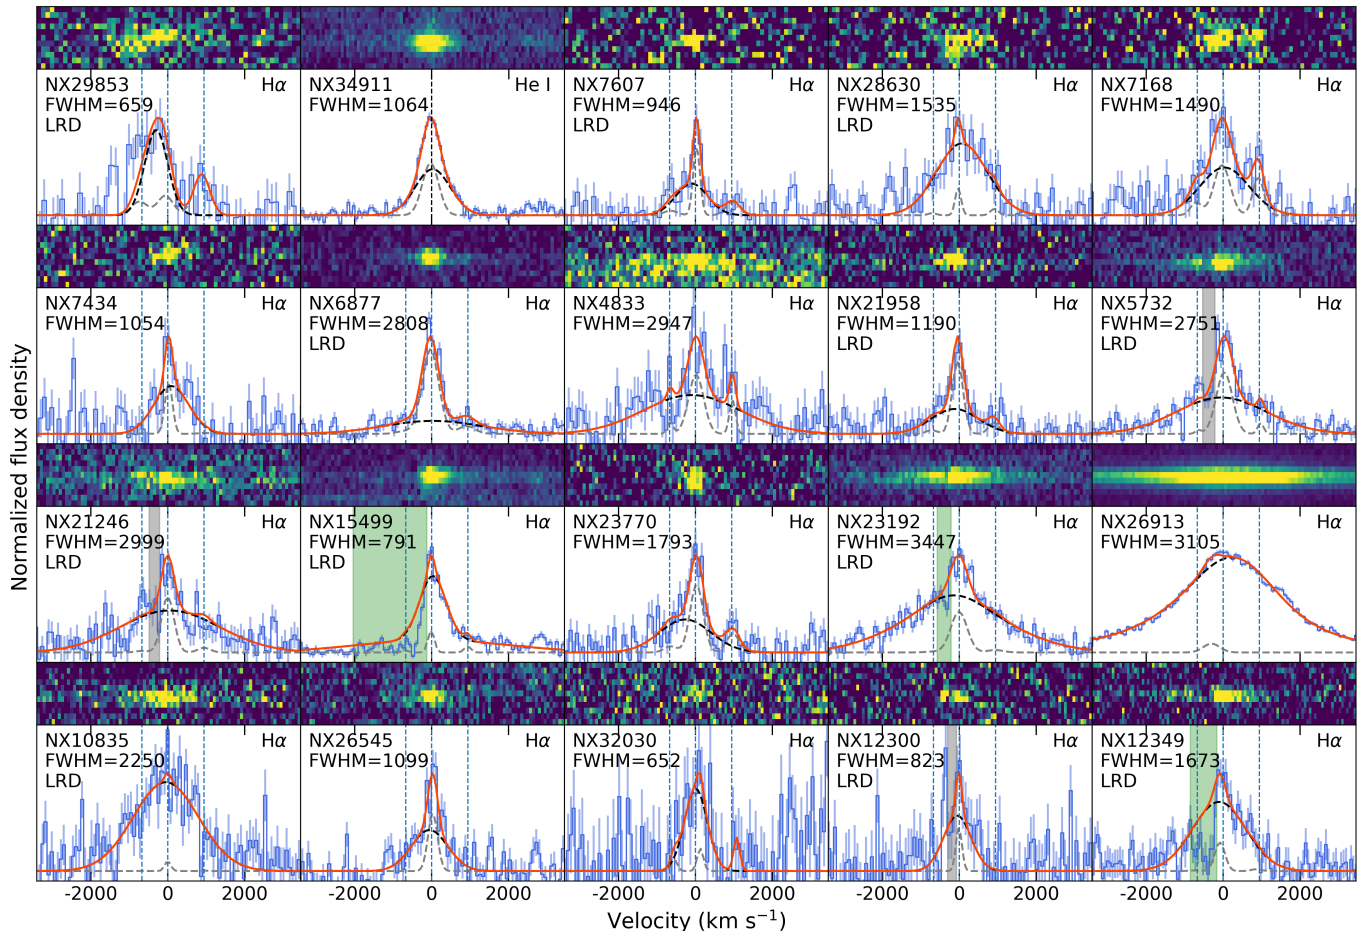 NX29853 Hα
FWHM=659
LRD
NX34911 He I
FWHM=1064
NX7607 Hα
FWHM=946
LRD
NX28630 Hα
FWHM=1535
LRD
NX7168 Hα
FWHM=1490
NX7434 Hα
FWHM=1054
NX6877 Hα
FWHM=2808
LRD
NX4833 Hα
FWHM=2947
NX21958 Hα
FWHM=1190
LRD
NX5732 Hα
FWHM=2751
LRD
NX21246 Hα
FWHM=2999
LRD
NX15499 Hα
FWHM=791
LRD
NX23770 Hα
FWHM=1793
NX23192 Hα
FWHM=3447
LRD
NX26913 Hα
FWHM=3105
NX10835 Hα
FWHM=2250
LRD
NX26545 Hα
FWHM=1099
NX32030 Hα
FWHM=652
NX12300 Hα
FWHM=823
LRD
NX12349 Hα
FWHM=1673
LRD
Normalized flux density
-2000 0 2000 -2000 0 2000 -2000 0 2000 -2000 0 2000 -2000 0 2000
Velocity (km s⁻¹)